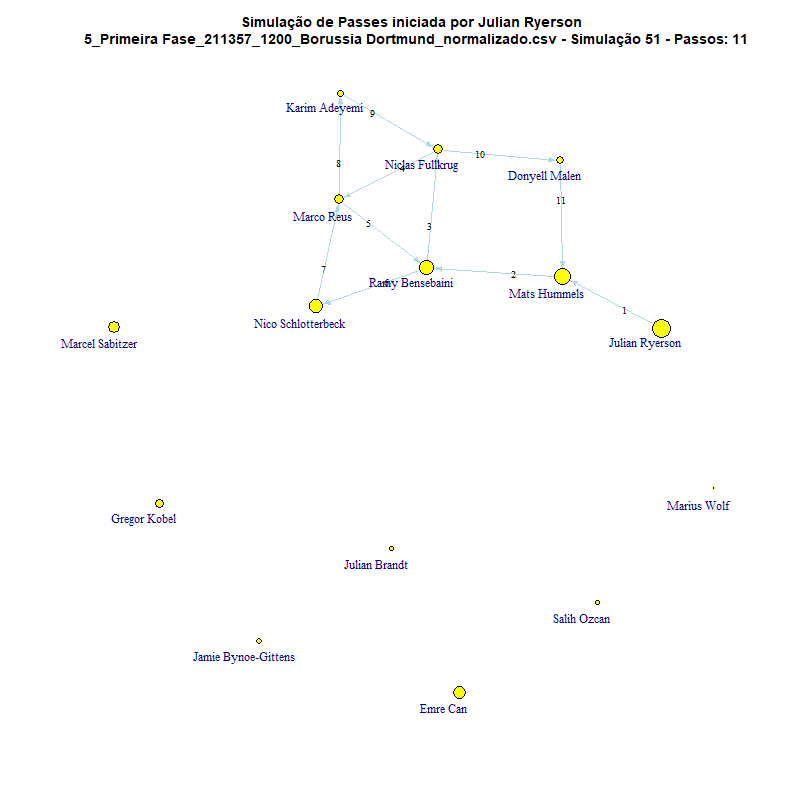 Simulação de Passes iniciada por Julian Ryerson
5_Primeira Fase_211357_1200_Borussia Dortmund_normalizado.csv - Simulação 51 - Passos: 11
Karim Adeyemi
9
Niclas Fullkrug
10
4
8
Donyell Malen
11
Marco Reus
5
3
7
2
Ramy Bensebaini
6
Mats Hummels
1
Nico Schlotterbeck
Marcel Sabitzer
Julian Ryerson
Marius Wolf
Gregor Kobel
Julian Brandt
Salih Ozcan
Jamie Bynoe-Gittens
Emre Can